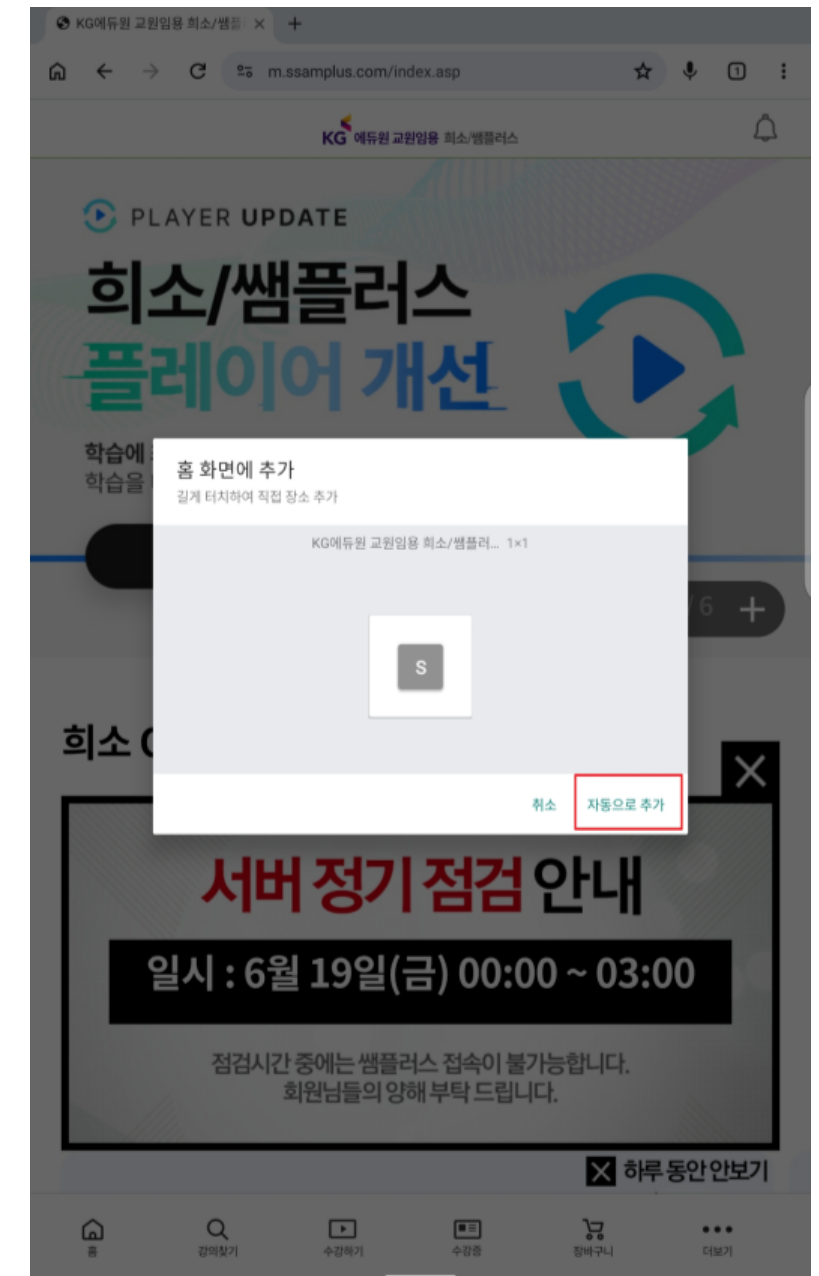 KG에듀원 교원임용 희소/쌤플
m.ssamplus.com/index.asp
1
KG 에듀원 교원임용 희소/쌤플러스
PLAYER UPDATE
희소/쌤플러스
플레이어 개선
학습에
학습을
홈 화면에 추가
길게 터치하여 직접 장소 추가
KG에듀원 교원임용 희소/쌤플러... 1×1
/ 6 +
S
희소
취소 자동으로 추가
서버 정기 점검 안내
일시 : 6월 19일(금) 00:00 ~ 03:00
점검시간 중에는 쌤플러스 접속이 불가능합니다.
회원님들의 양해 부탁 드립니다.
하루 동안 안보기
홈 강의찾기 수강하기 수강증 장바구니 더보기